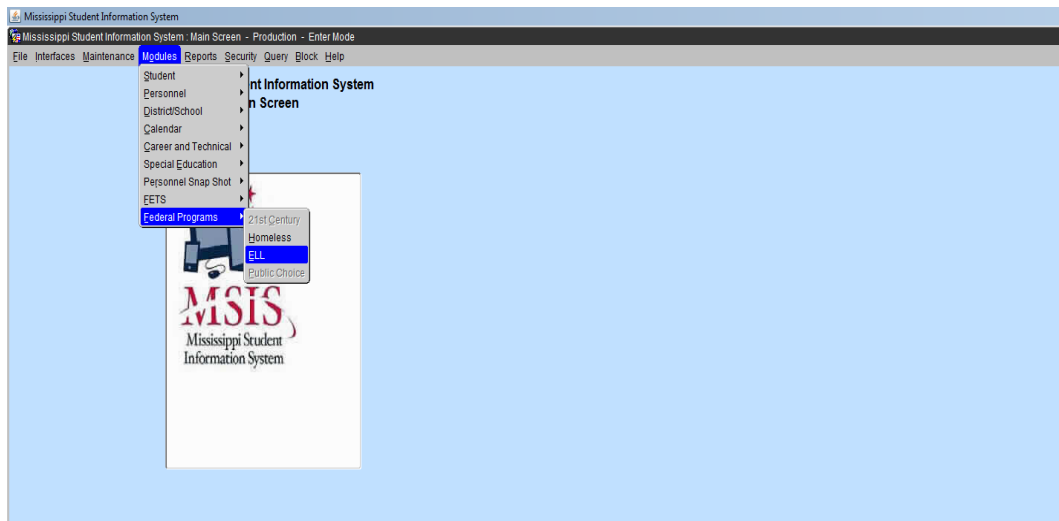 Mississippi Student Information System
Mississippi Student Information System : Main Screen - Production - Enter Mode
File Interfaces Maintenance Modules Reports Security Query Block Help
Student
nt Information System
Personnel
n Screen
District/School
Calendar
Career and Technical
Special Education
Personnel Snap Shot
FETS
Federal Programs
21st Century
Homeless
ELL
Public Choice
MSIS
Mississippi Student
Information System